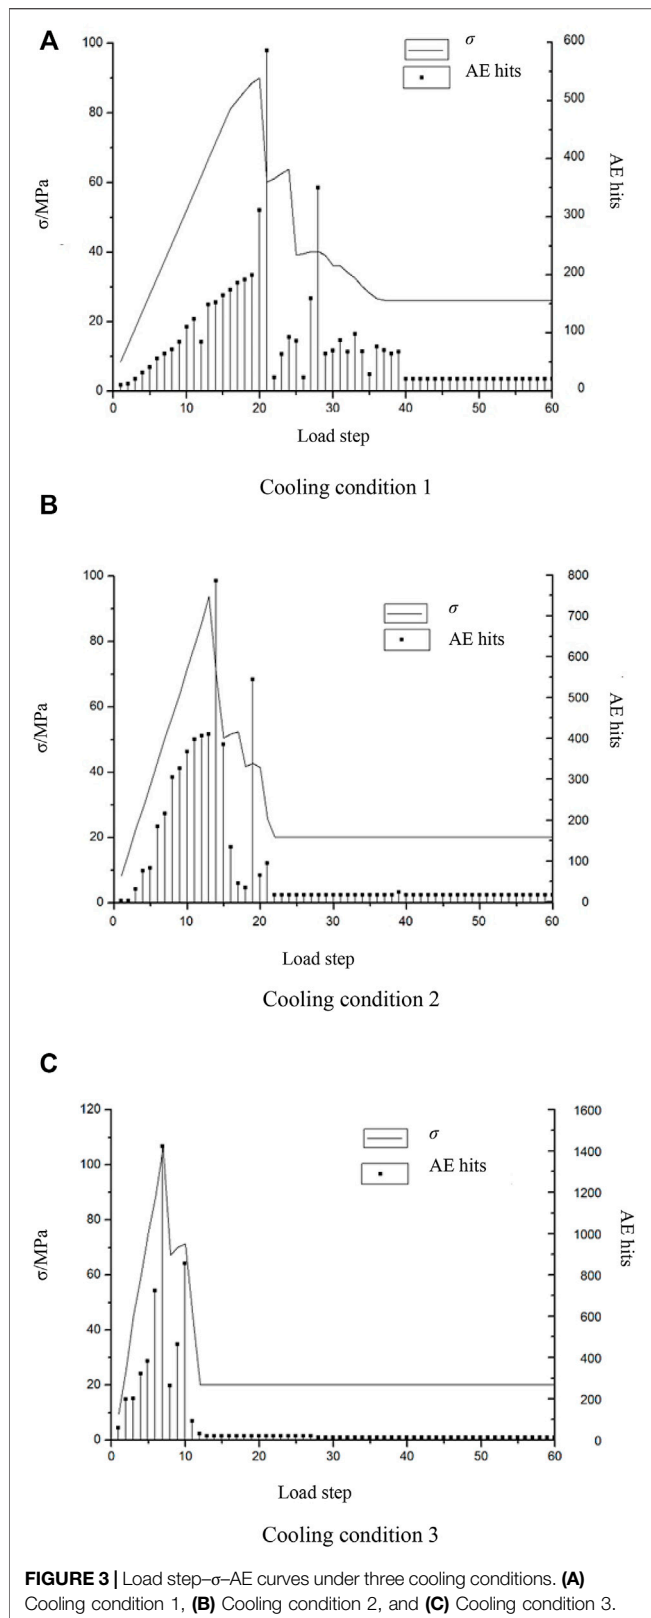 A
σ
AE hits
100
80
60
40
20
0
σ/MPa
600
500
400
300
200
100
0
AE hits
0 10 20 30 40 50 60
Load step
Cooling condition 1
B
σ
AE hits
100
80
60
40
20
0
σ/MPa
800
700
600
500
400
300
200
100
0
AE hits
0 10 20 30 40 50 60
Load step
Cooling condition 2
C
σ
AE hits
120
100
80
60
40
20
0
σ/MPa
1600
1400
1200
1000
800
600
400
200
0
AE hits
0 10 20 30 40 50 60
Load step
Cooling condition 3
FIGURE 3 | Load step–σ–AE curves under three cooling conditions. (A)
Cooling condition 1, (B) Cooling condition 2, and (C) Cooling condition 3.